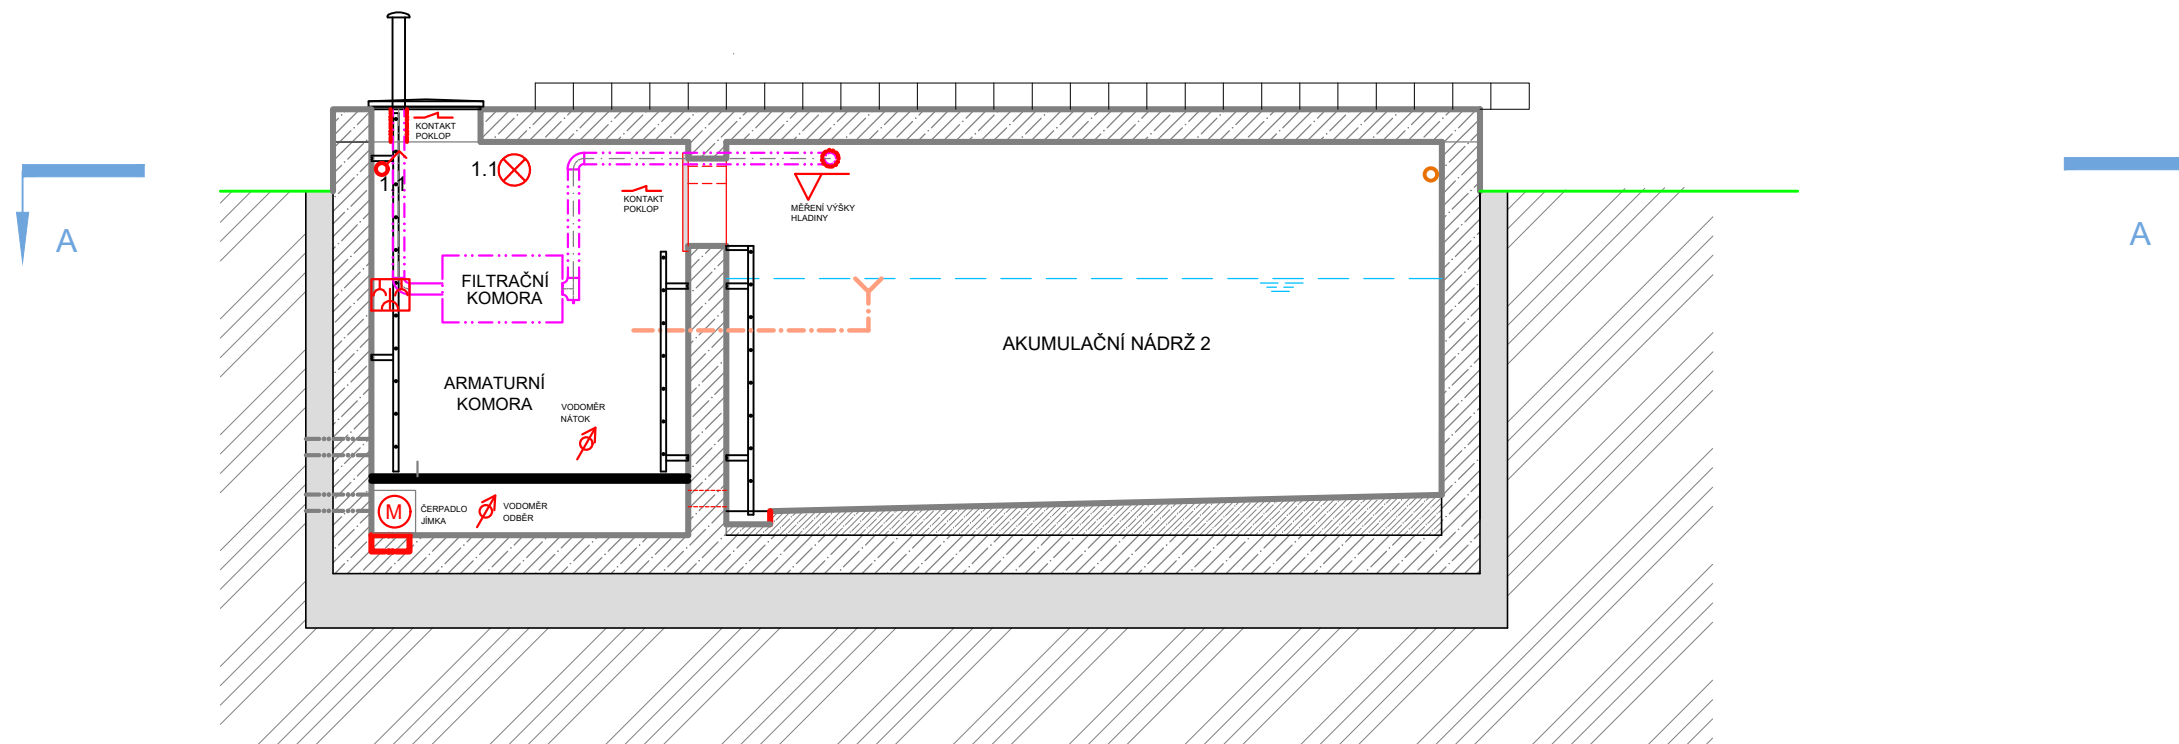 KONTAKT
POKLOP
1.1
1.1
KONTAKT
POKLOP
MĚŘENÍ VÝŠKY
HLADINY
A
A
FILTRAČNÍ
KOMORA
AKUMULAČNÍ NÁDRŽ 2
ARMATURNÍ
KOMORA
VODOMĚR
NÁTOK
M
ČERPADLO
JÍMKA
VODOMĚR
ODBĚR